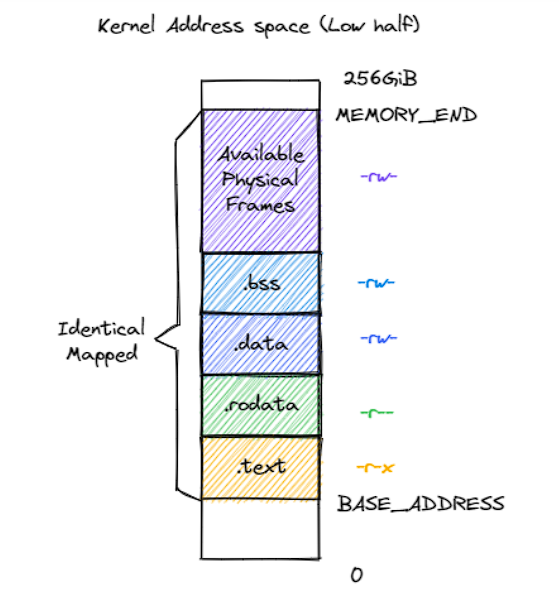 Kernel Address space (Low half)
256GiB
MEMORY_END
Available
Physical
Frames
-rw-
.bss
-rw-
Identical
Mapped
.data
-rw-
.rodata
-r--
.text
-r-x
BASE_ADDRESS
0